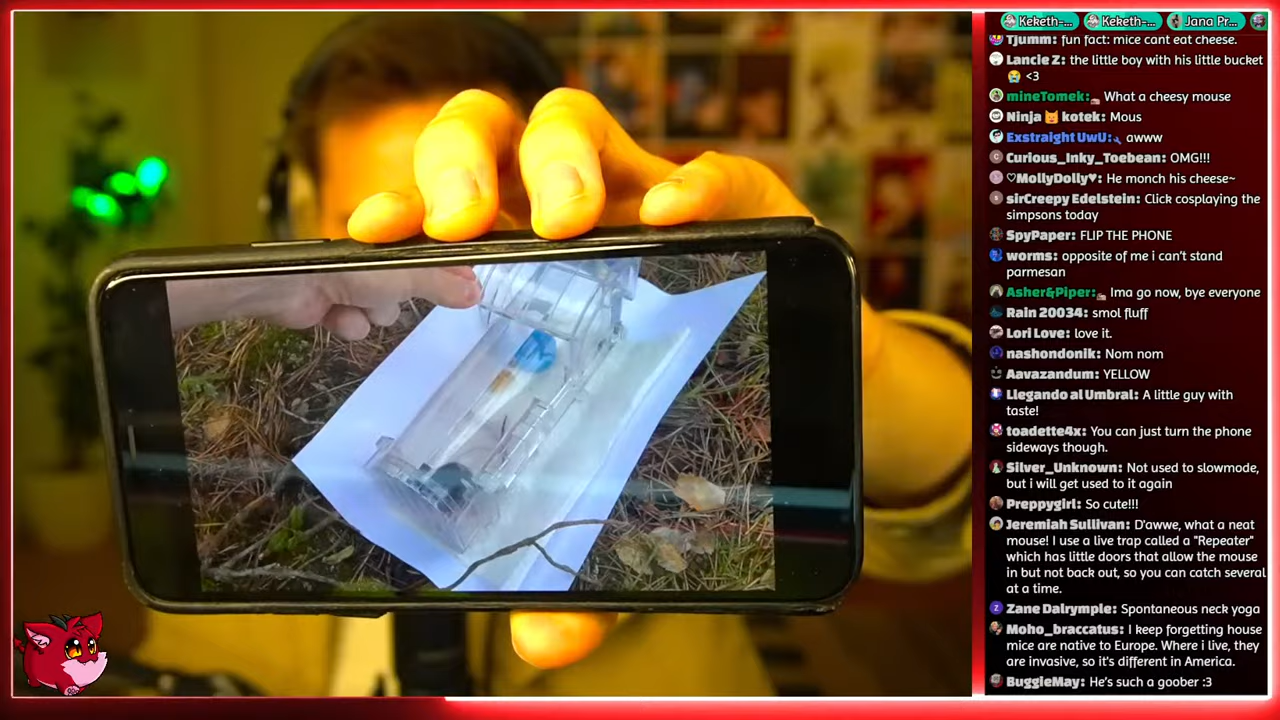 Keketh-... Keketh-... Jana Pr...
Tjumm: fun fact: mice cant eat cheese.
Lancie Z: the little boy with his little bucket
😭 <3
mineTomek: What a cheesy mouse
Ninja 🐱 kotek: Mous
Exstraight UwU: awww
Curious_Inky_Toebean: OMG!!!
♡MollyDolly♥: He monch his cheese~
sirCreepy Edelstein: Click cosplaying the
simpsons today
SpyPaper: FLIP THE PHONE
worms: opposite of me i can't stand
parmesan
Asher&Piper: Ima go now, bye everyone
Rain 20034: smol fluff
Lori Love: love it.
nashondonik: Nom nom
Aavazandum: YELLOW
Llegando al Umbral: A little guy with
taste!
toadette4x: You can just turn the phone
sideways though.
Silver_Unknown: Not used to slowmode,
but i will get used to it again
Preppygirl: So cute!!!
Jeremiah Sullivan: D'awwe, what a neat
mouse! I use a live trap called a "Repeater"
which has little doors that allow the mouse
in but not back out, so you can catch several
at a time.
Z Zane Dalrymple: Spontaneous neck yoga
Moho_braccatus: I keep forgetting house
mice are native to Europe. Where i live, they
are invasive, so it's different in America.
BuggieMay: He's such a goober :3